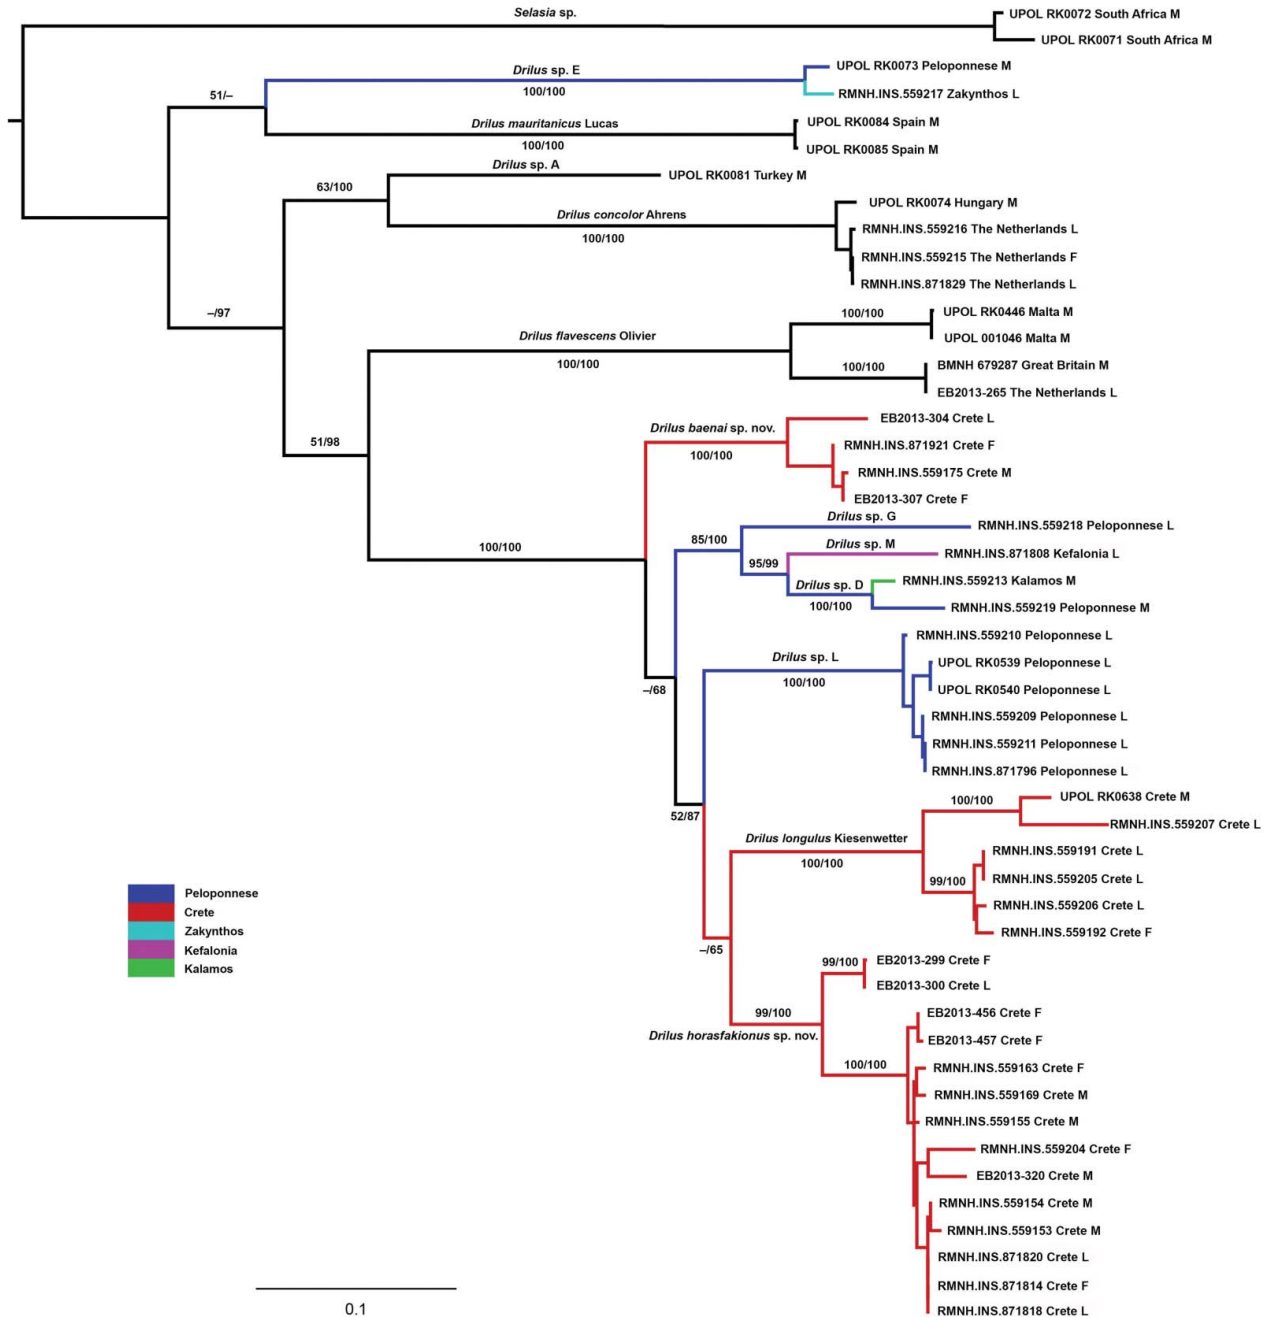 Selasia sp.
UPOL RK0072 South Africa M
UPOL RK0071 South Africa M
Drilus sp. E
UPOL RK0073 Peloponnese M
100/100
RMNH.INS.559217 Zakynthos L
51/–
Drilus mauritanicus Lucas
UPOL RK0084 Spain M
100/100
UPOL RK0085 Spain M
Drilus sp. A
UPOL RK0081 Turkey M
63/100
Drilus concolor Ahrens
UPOL RK0074 Hungary M
100/100
RMNH.INS.559216 The Netherlands L
RMNH.INS.559215 The Netherlands F
RMNH.INS.871829 The Netherlands L
–/97
100/100
UPOL RK0446 Malta M
Drilus flavescens Olivier
UPOL 001046 Malta M
100/100
100/100
BMNH 679287 Great Britain M
EB2013-265 The Netherlands L
51/98
EB2013-304 Crete L
Drilus baenai sp. nov.
RMNH.INS.871921 Crete F
100/100
RMNH.INS.559175 Crete M
EB2013-307 Crete F
Drilus sp. G
RMNH.INS.559218 Peloponnese L
85/100
100/100
Drilus sp. M
RMNH.INS.871808 Kefalonia L
95/99
Drilus sp. D
RMNH.INS.559213 Kalamos M
100/100
RMNH.INS.559219 Peloponnese M
RMNH.INS.559210 Peloponnese L
Drilus sp. L
UPOL RK0539 Peloponnese L
100/100
UPOL RK0540 Peloponnese L
–/68
RMNH.INS.559209 Peloponnese L
RMNH.INS.559211 Peloponnese L
RMNH.INS.871796 Peloponnese L
100/100
UPOL RK0638 Crete M
52/87
RMNH.INS.559207 Crete L
Drilus longulus Kiesenwetter
RMNH.INS.559191 Crete L
100/100
99/100
RMNH.INS.559205 Crete L
RMNH.INS.559206 Crete L
RMNH.INS.559192 Crete F
Peloponnese
Crete
Zakynthos
Kefalonia
Kalamos
–/65
99/100
EB2013-299 Crete F
EB2013-300 Crete L
99/100
Drilus horasfakionus sp. nov.
EB2013-456 Crete F
EB2013-457 Crete F
100/100
RMNH.INS.559163 Crete F
RMNH.INS.559169 Crete M
RMNH.INS.559155 Crete M
RMNH.INS.559204 Crete F
EB2013-320 Crete M
RMNH.INS.559154 Crete M
RMNH.INS.559153 Crete M
RMNH.INS.871820 Crete L
RMNH.INS.871814 Crete F
RMNH.INS.871818 Crete L
0.1